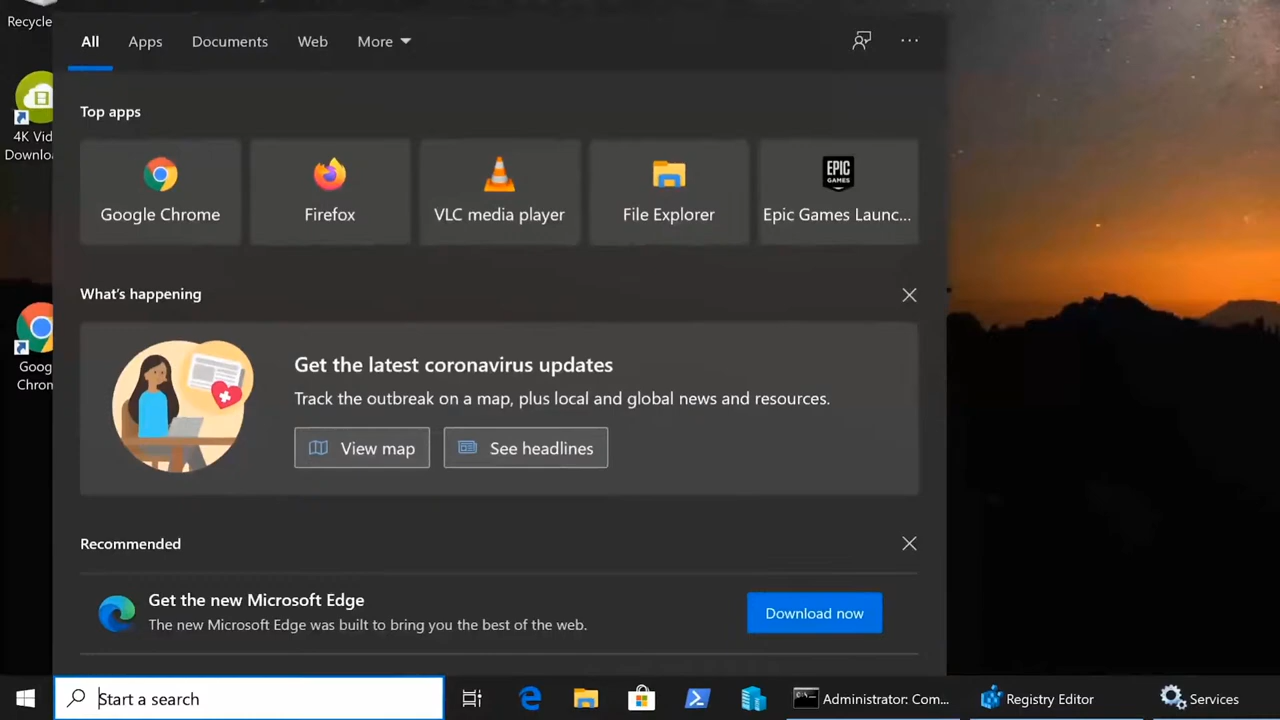 Recycle
All
Apps
Documents
Web
More
Top apps
Google Chrome
Firefox
VLC media player
File Explorer
EPIC
GAMES
Epic Games Launc...
4K Vid
Downloa
What's happening
Get the latest coronavirus updates
Track the outbreak on a map, plus local and global news and resources.
View map
See headlines
Goog
Chron
Recommended
Get the new Microsoft Edge
The new Microsoft Edge was built to bring you the best of the web.
Download now
Start a search
Administrator: Com...
Registry Editor
Services